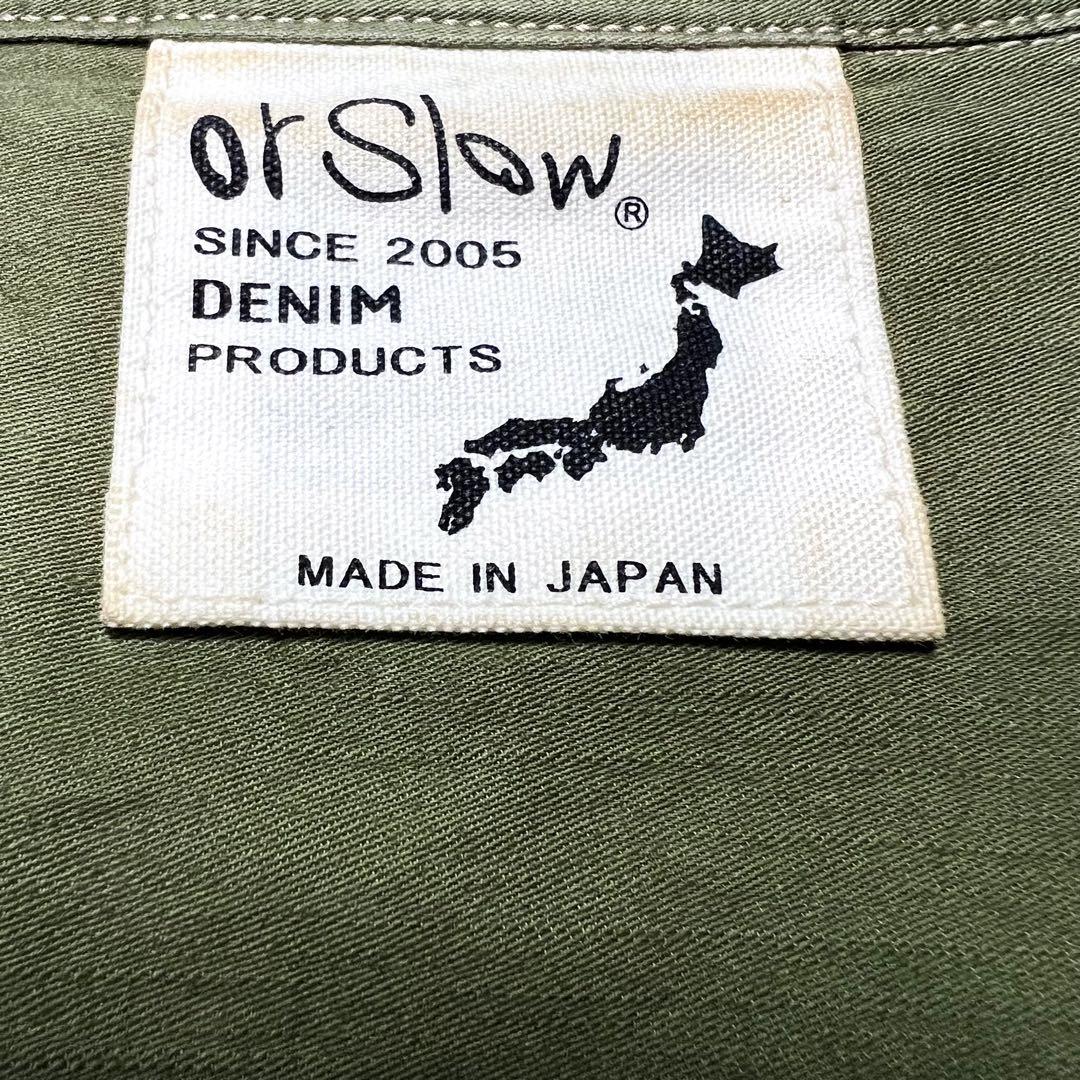 orSlow®
SINCE 2005
DENIM
PRODUCTS
MADE IN JAPAN